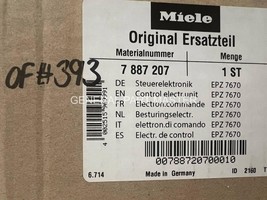 OF#393
Miele
Original Ersatzteil
Materialnummer Menge
7 887 207 1 ST
DE Steuerelektronik EPZ 7670
EN Control electr unit EPZ 7670
FR Electron.commande EPZ 7670
NL Besturingselectr. EPZ 7670
IT elettron.di comando EPZ 7670
ES Electr. de control EPZ 7670
00788720700010
6.714 Made in Germany ID 2160